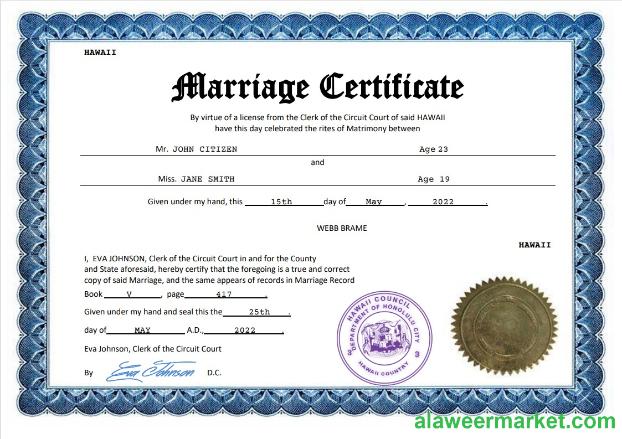 HAWAII
Marriage Certificate
By virtue of a license from the Clerk of the Circuit Court of said HAWAII
have this day celebrated the rites of Matrimony between
Mr. JOHN CITIZEN Age 23
and
Miss. JANE SMITH Age 19
Given under my hand, this 15th day of May , 2022 .
WEBB BRAME
HAWAII
I, EVA JOHNSON, Clerk of the Circuit Court in and for the County
and State aforesaid, hereby certify that the foregoing is a true and correct
copy of said Marriage, and the same appears of records in Marriage Record
Book V , page 417 .
Given under my hand and seal this the 25th .
day of MAY A.D., 2022 .
Eva Johnson, Clerk of the Circuit Court
By Eva Johnson D.C.
HAWAII COUNCIL
DEPARTMENT OF HONOLULU CITY
HAWAII COUNTRY
alaweermarket.com